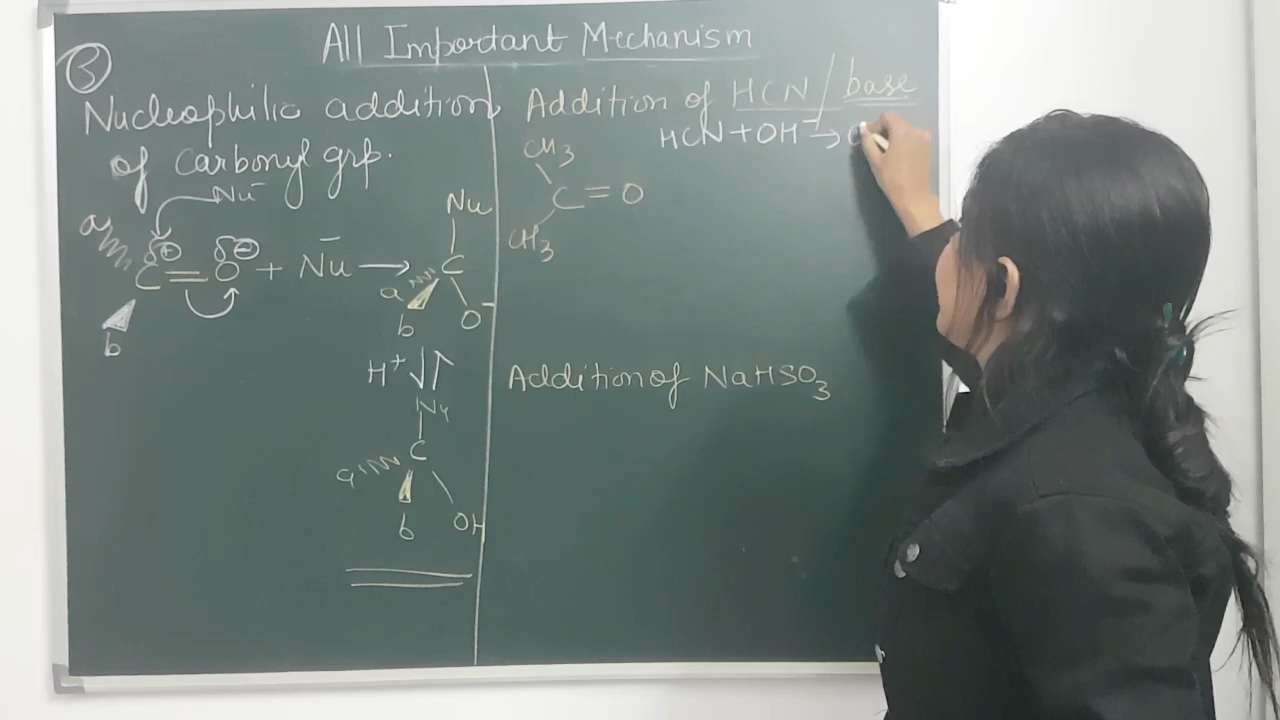 All Important Mechanism
3
Nucleophilic addition
of carbonyl grp.
Nu⁻
a
δ⊕ δ⊖
C = O + N̄u →
b
Nu
C
a
b
O⁻
H⁺ ⇅
Nu
C
a
b
OH
Addition of HCN / base
HCN + OH⁻ → C
CH3
C = O
CH3
Addition of NaHSO3